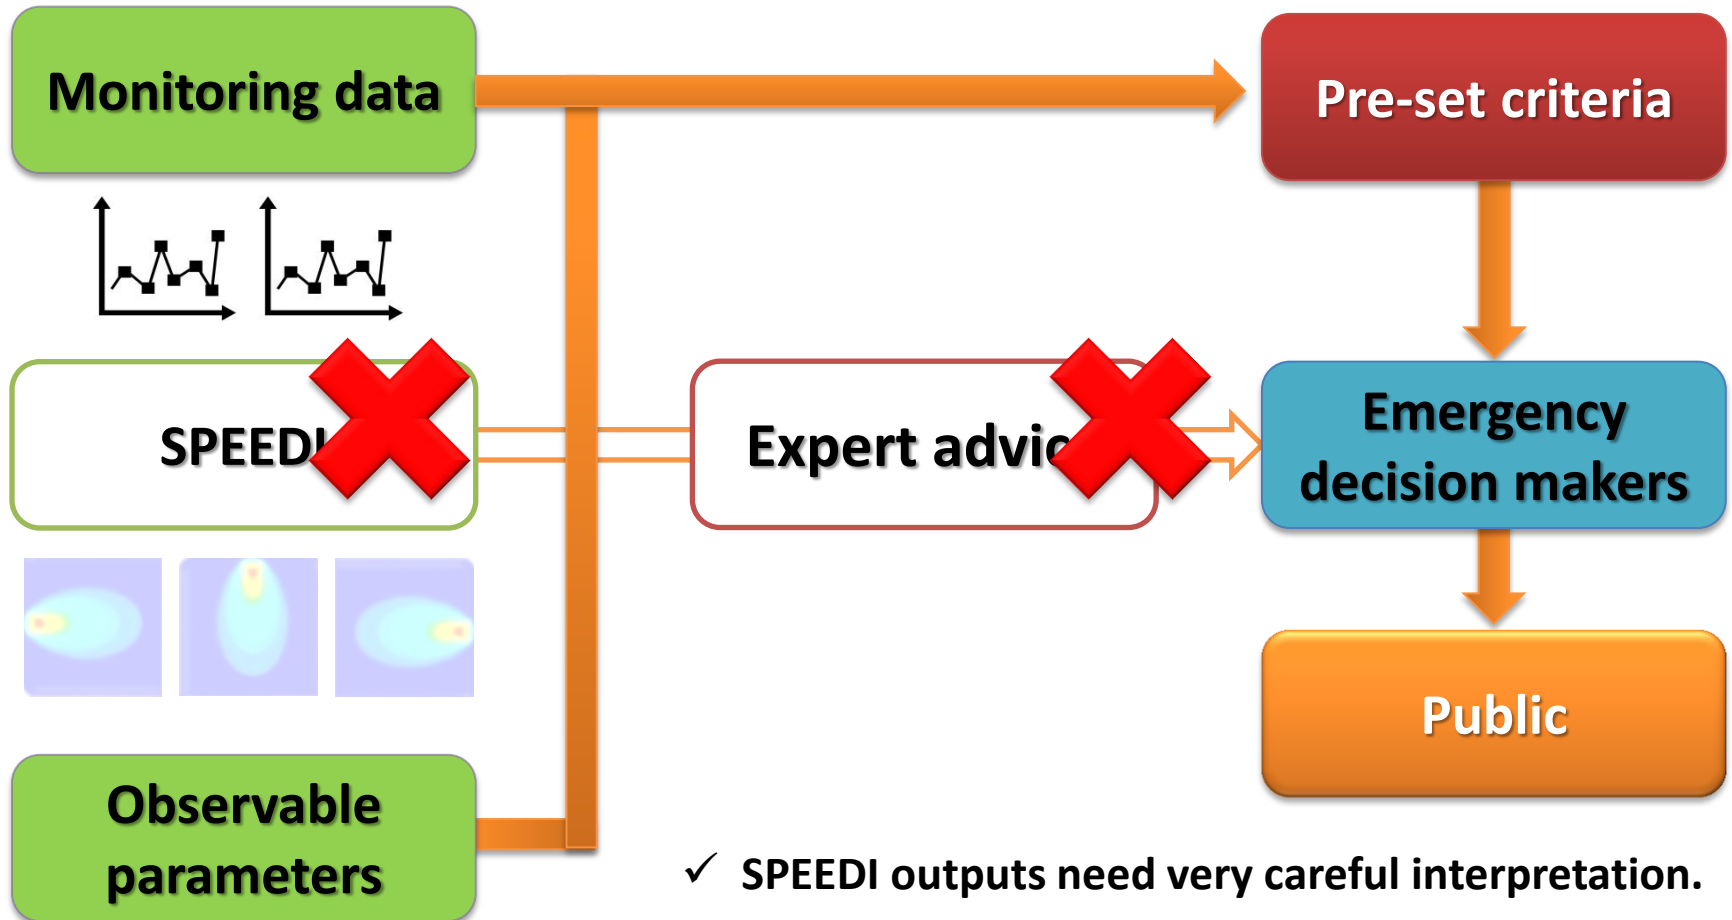 Monitoring data
Pre-set criteria
SPEEDI
Expert advic
Emergency
decision makers
Public
Observable
parameters
✓ SPEEDI outputs need very careful interpretation.